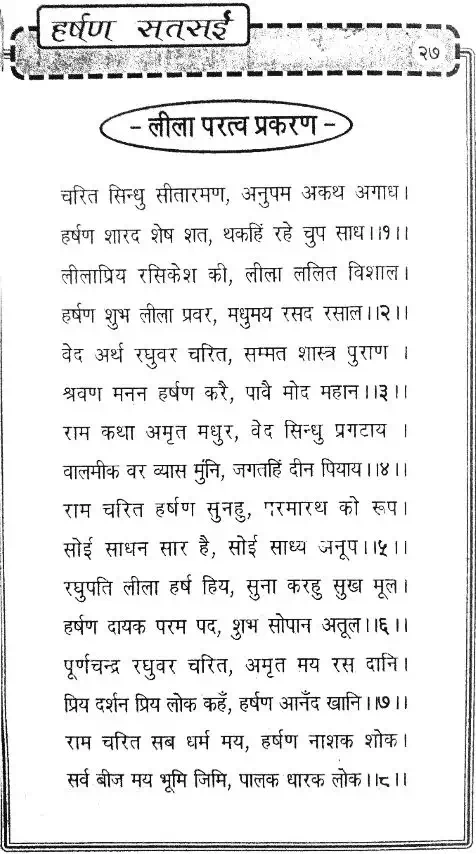 हर्षण सतसई
२७
- लीला परत्व प्रकरण -
चरित सिन्धु सीतारमण, अनुपम अकथ अगाध।
हर्षण शारद शेष शत, थकहिं रहे चुप साध।।१।।
लीलाप्रिय रसिकेश की, लीला ललित विशाल।
हर्षण शुभ लीला प्रवर, मधुमय रसद रसाल।।२।।
वेद अर्थ रघुवर चरित, सम्मत शास्त्र पुराण ।
श्रवण मनन हर्षण करै, पावै मोद महान।।३।।
राम कथा अमृत मधुर, वेद सिन्धु प्रगटाय ।
वालमीक वर व्यास मुंनि, जगतहिं दीन पियाय।।४।।
राम चरित हर्षण सुनहु, परमारथ को रूप।
सोई साधन सार है, सोई साध्य अनूप।।५।।
रघुपति लीला हर्ष हिय, सुना करहु सुख मूल।
हर्षण दायक परम पद, शुभ सोपान अतूल।।६।।
पूर्णचन्द्र रघुवर चरित, अमृत मय रस दानि।
प्रिय दर्शन प्रिय लोक कहँ, हर्षण आनँद खानि।।७।।
राम चरित सब धर्म मय, हर्षण नाशक शोक।
सर्व बीज मय भूमि जिमि, पालक धारक लोक।।८।।